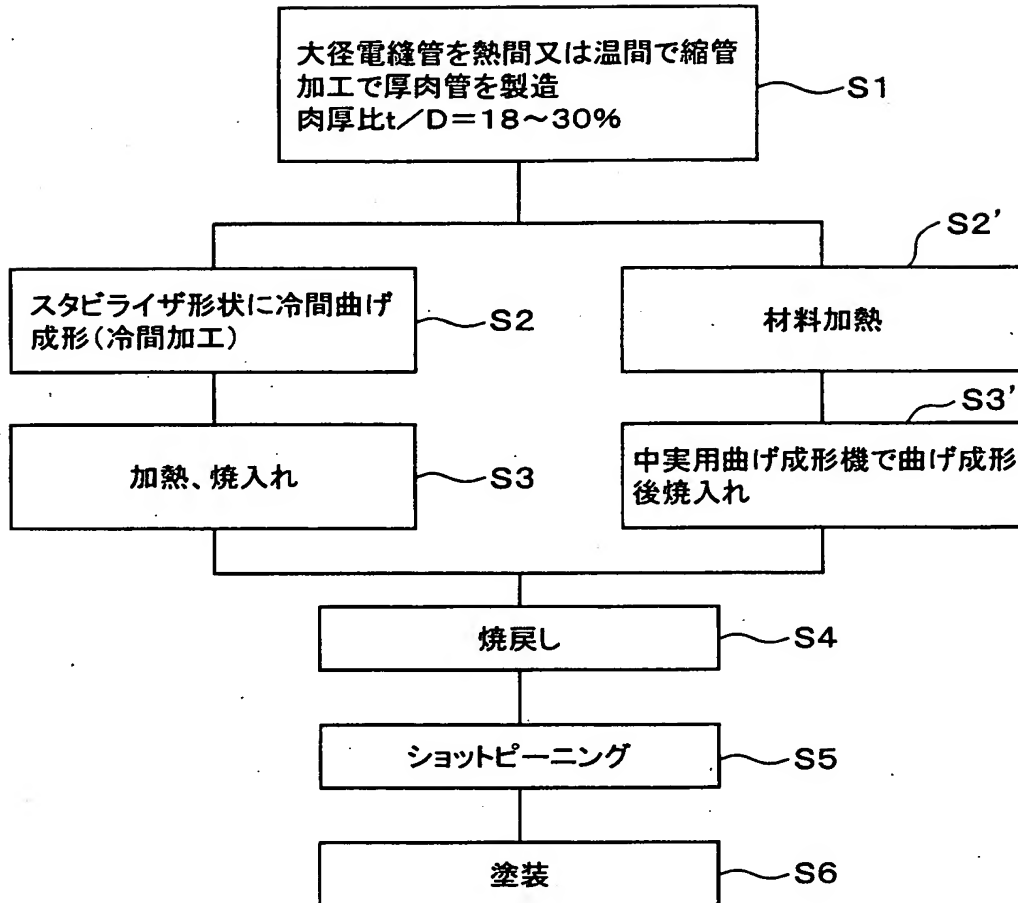 大径電縫管を熱間又は温間で縮管
加工で厚肉管を製造
肉厚比t/D=18~30%
S1
スタビライザ形状に冷間曲げ
成形(冷間加工)
S2
S2'
材料加熱
加熱、焼入れ
S3
S3'
中実用曲げ成形機で曲げ成形
後焼入れ
焼戻し
S4
ショットピーニング
S5
塗装
S6